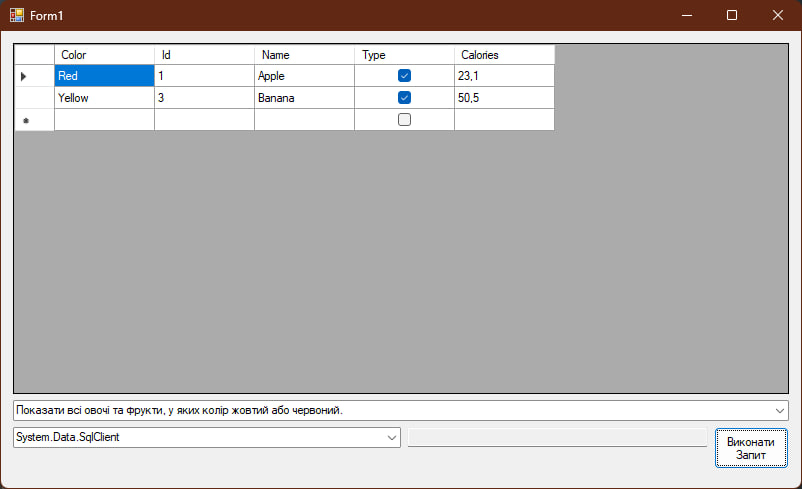 Form1
Color Id Name Type Calories
Red 1 Apple 23,1
Yellow 3 Banana 50,5
Показати всі овочі та фрукти, у яких колір жовтий або червоний.
System.Data.SqlClient
Виконати
Запит